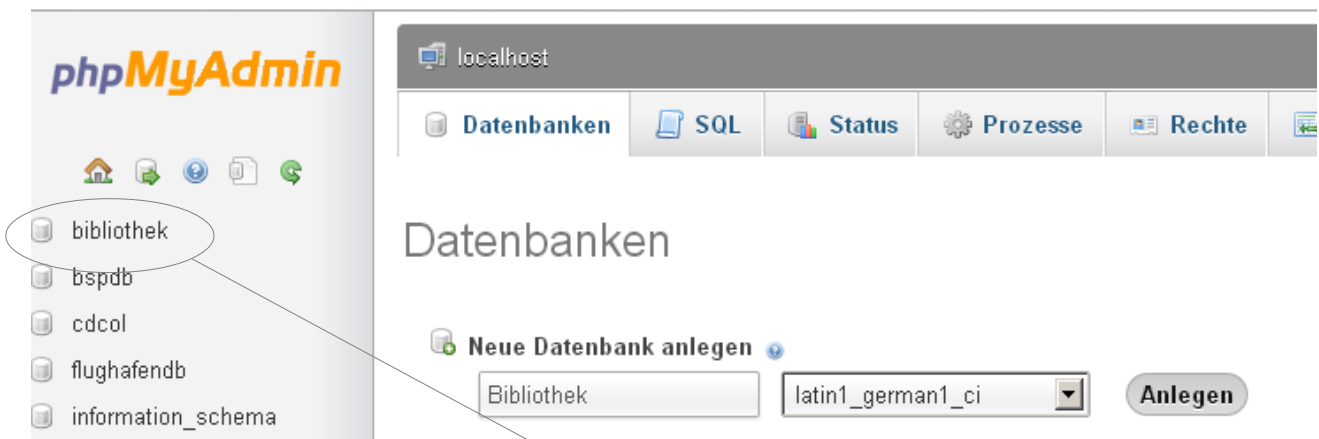 phpMyAdmin
bibliothek
bspdb
cdcol
flughafendb
information_schema
localhost
Datenbanken SQL Status Prozesse Rechte
Datenbanken
Neue Datenbank anlegen
Bibliothek latin1_german1_ci Anlegen